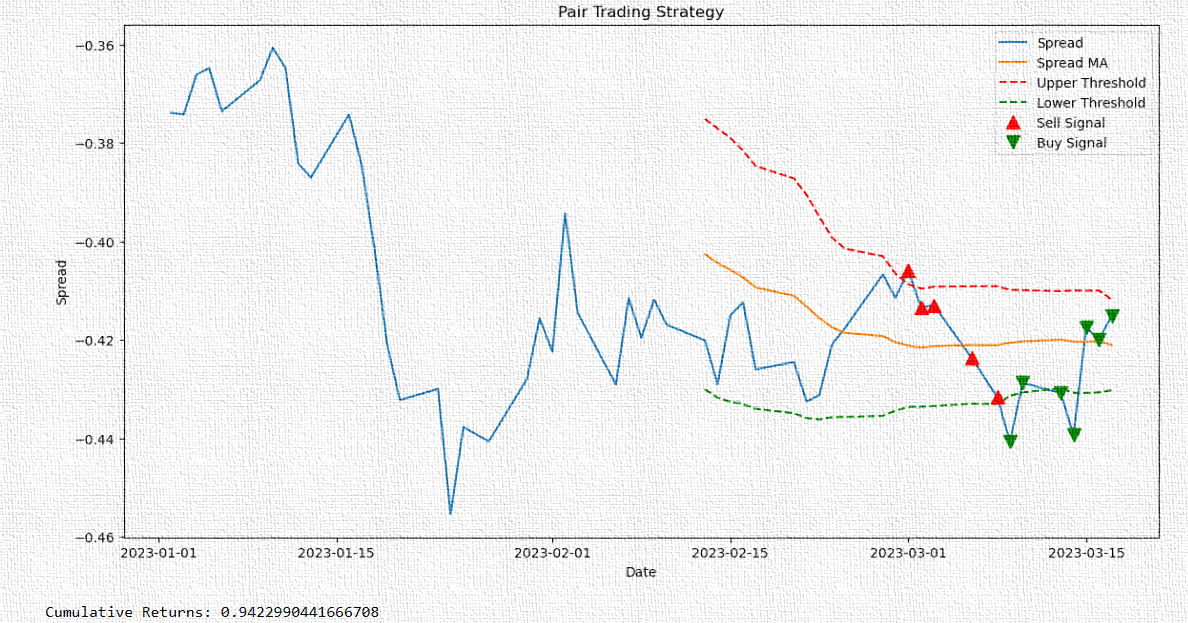 Pair Trading Strategy
Spread
Spread MA
Upper Threshold
Lower Threshold
Sell Signal
Buy Signal
−0.36
−0.38
−0.40
−0.42
−0.44
−0.46
Spread
2023-01-01
2023-01-15
2023-02-01
2023-02-15
2023-03-01
2023-03-15
Date
Cumulative Returns: 0.9422990441666708